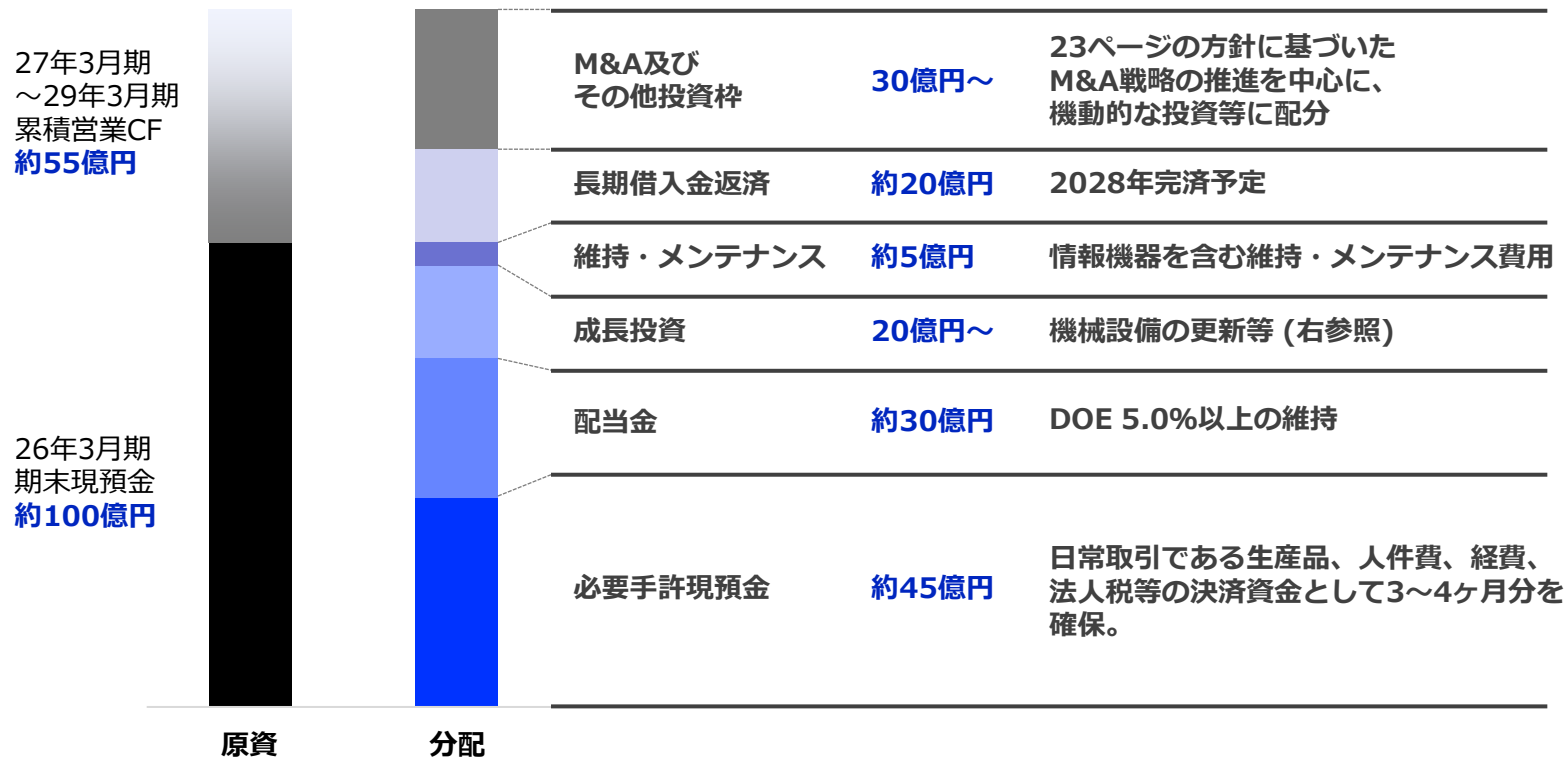 27年3月期
～29年3月期
累積営業CF
約55億円
26年3月期
期末現預金
約100億円
M&A及び
その他投資枠
30億円～
23ページの方針に基づいた
M&A戦略の推進を中心に、
機動的な投資等に配分
長期借入金返済
約20億円
2028年完済予定
維持・メンテナンス
約5億円
情報機器を含む維持・メンテナンス費用
成長投資
20億円～
機械設備の更新等 (右参照)
配当金
約30億円
DOE 5.0%以上の維持
必要手許現預金
約45億円
日常取引である生産品、人件費、経費、
法人税等の決済資金として3～4ヶ月分を
確保。
原資
分配